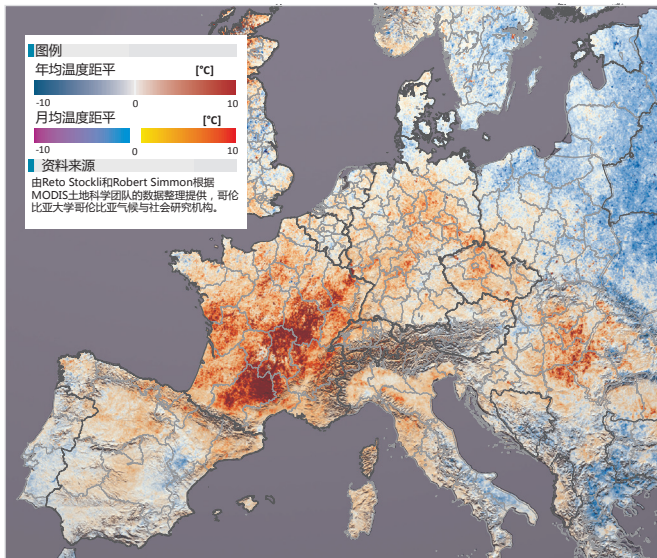 图例
年均温度距平 [°C]
-10 0 10
月均温度距平 [°C]
-10 0 10
资料来源
由Reto Stockli和Robert Simmon根据
MODIS土地科学团队的数据整理提供，哥伦
比亚大学哥伦比亚气候与社会研究机构。